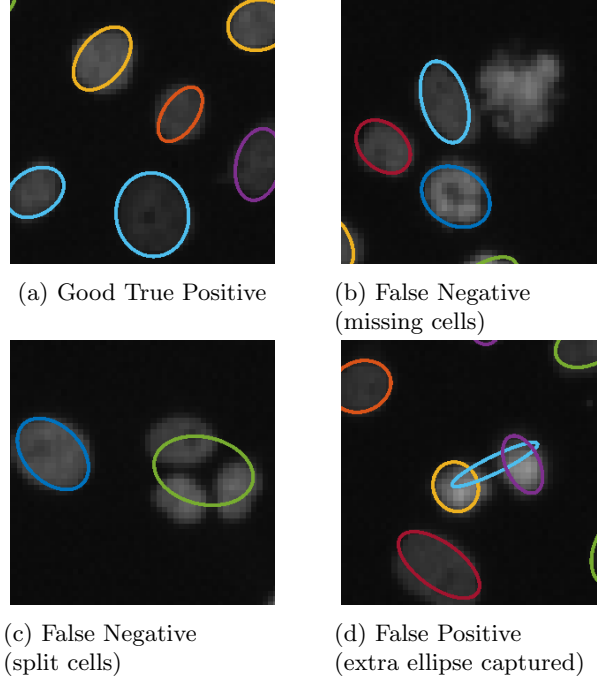 (a) Good True Positive
(b) False Negative
(missing cells)
(c) False Negative
(split cells)
(d) False Positive
(extra ellipse captured)